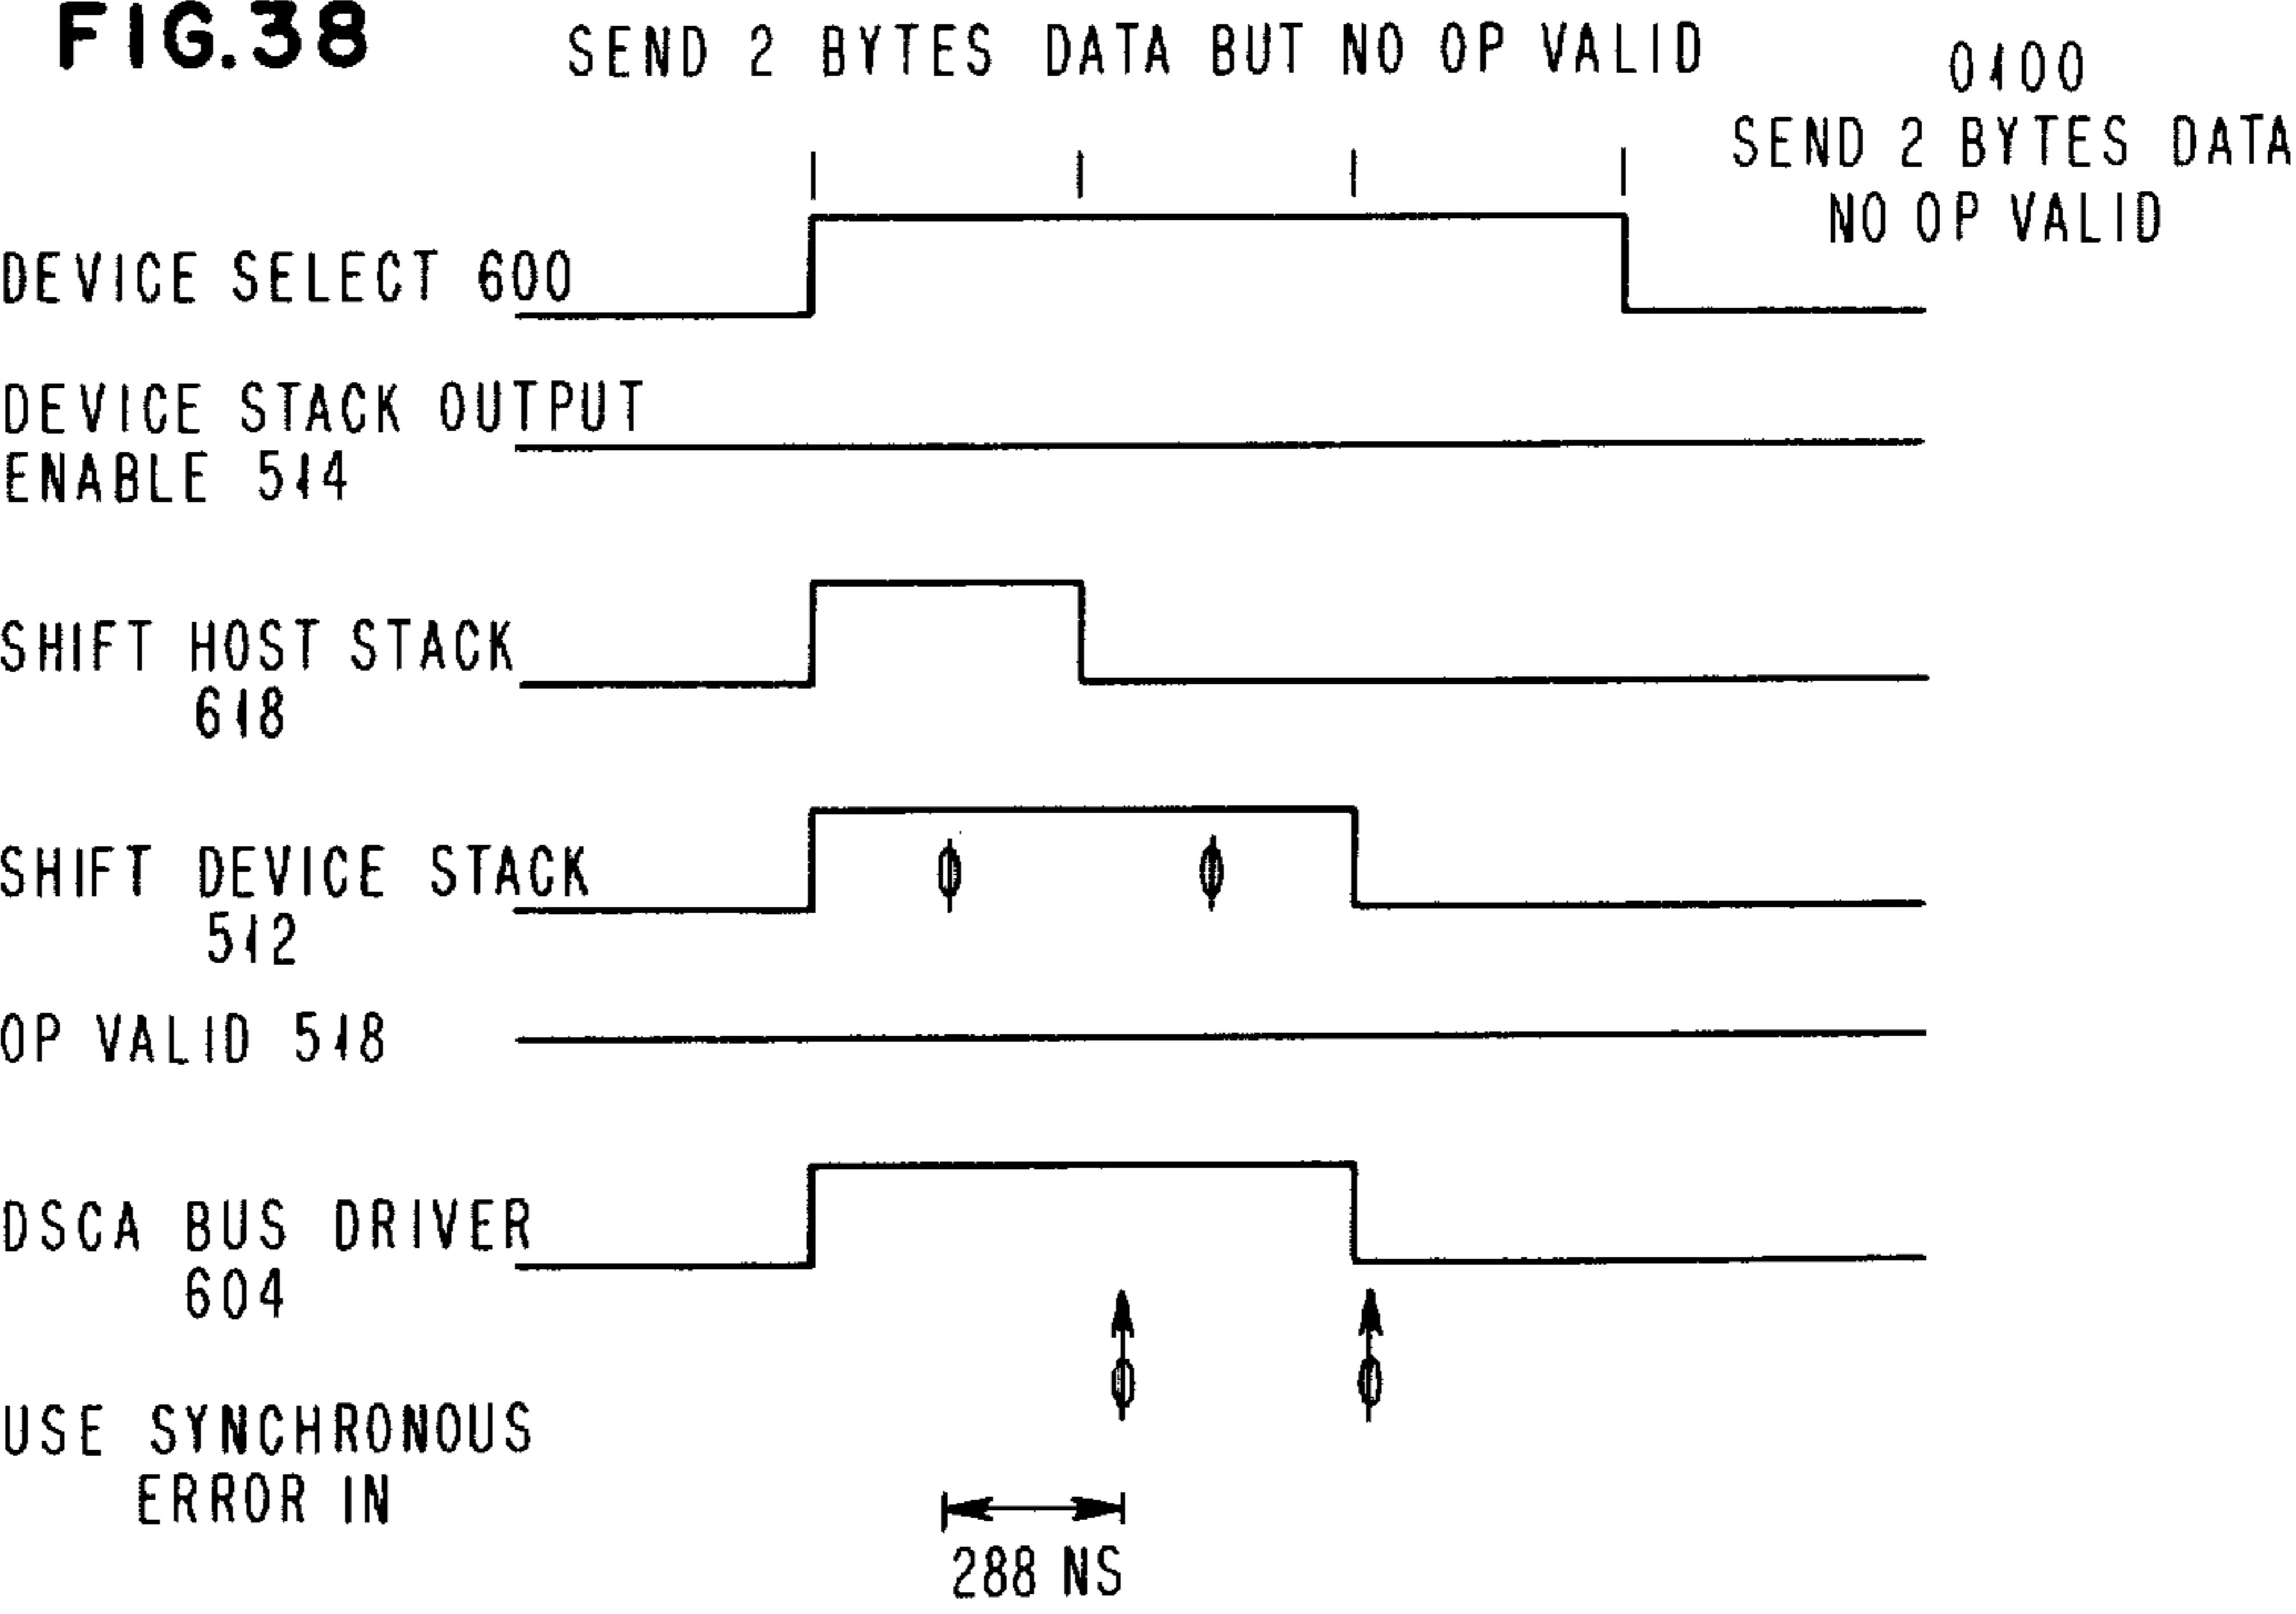 FIG.38
SEND 2 BYTES DATA BUT NO OP VALID
0100
SEND 2 BYTES DATA
NO OP VALID
DEVICE SELECT 600
DEVICE STACK OUTPUT
ENABLE 514
SHIFT HOST STACK
618
SHIFT DEVICE STACK
512
OP VALID 518
DSCA BUS DRIVER
604
USE SYNCHRONOUS
ERROR IN
288 NS